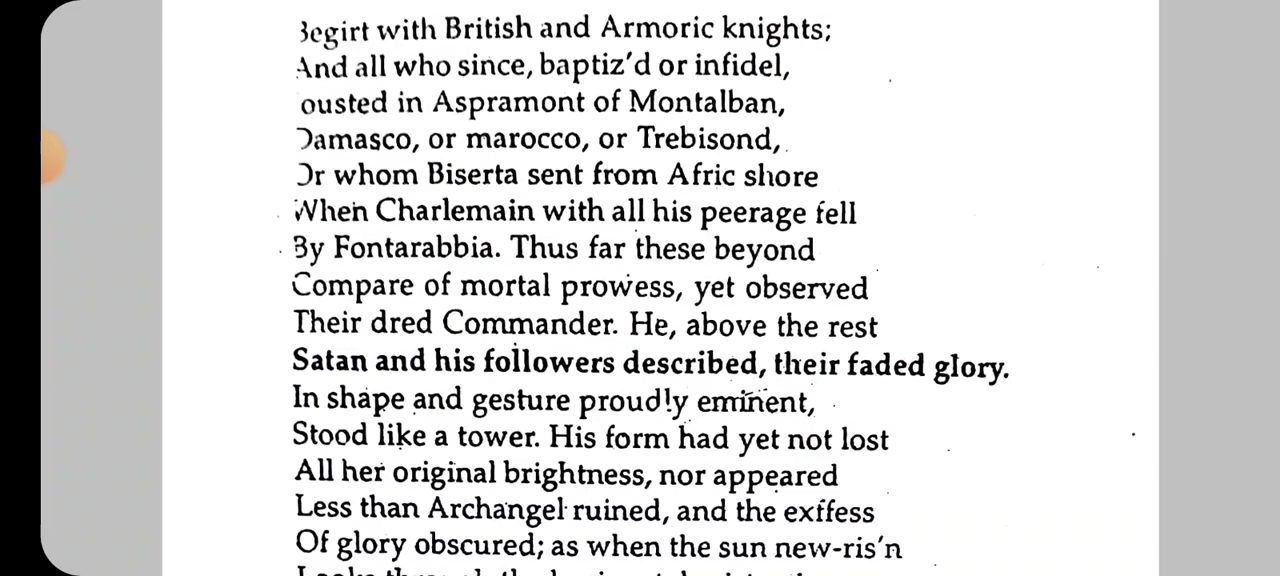 Begirt with British and Armoric knights;
And all who since, baptiz'd or infidel,
ousted in Aspramont of Montalban,
Damasco, or marocco, or Trebisond,
Or whom Biserta sent from Afric shore
When Charlemain with all his peerage fell
By Fontarabbia. Thus far these beyond
Compare of mortal prowess, yet observed
Their dred Commander. He, above the rest
Satan and his followers described, their faded glory.
In shape and gesture proudly eminent,
Stood like a tower. His form had yet not lost
All her original brightness, nor appeared
Less than Archangel ruined, and the exffess
Of glory obscured; as when the sun new-ris'n